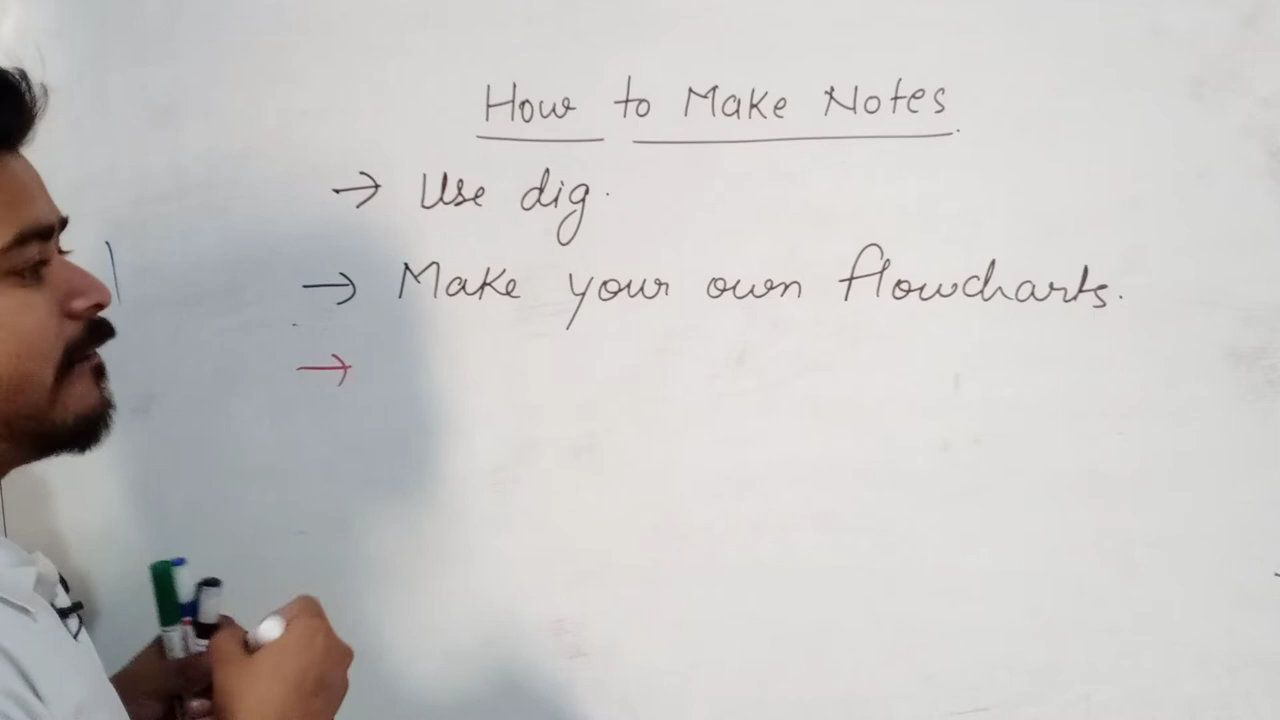 How to Make Notes.
→ Use dig.
→ Make your own flowcharts.
→